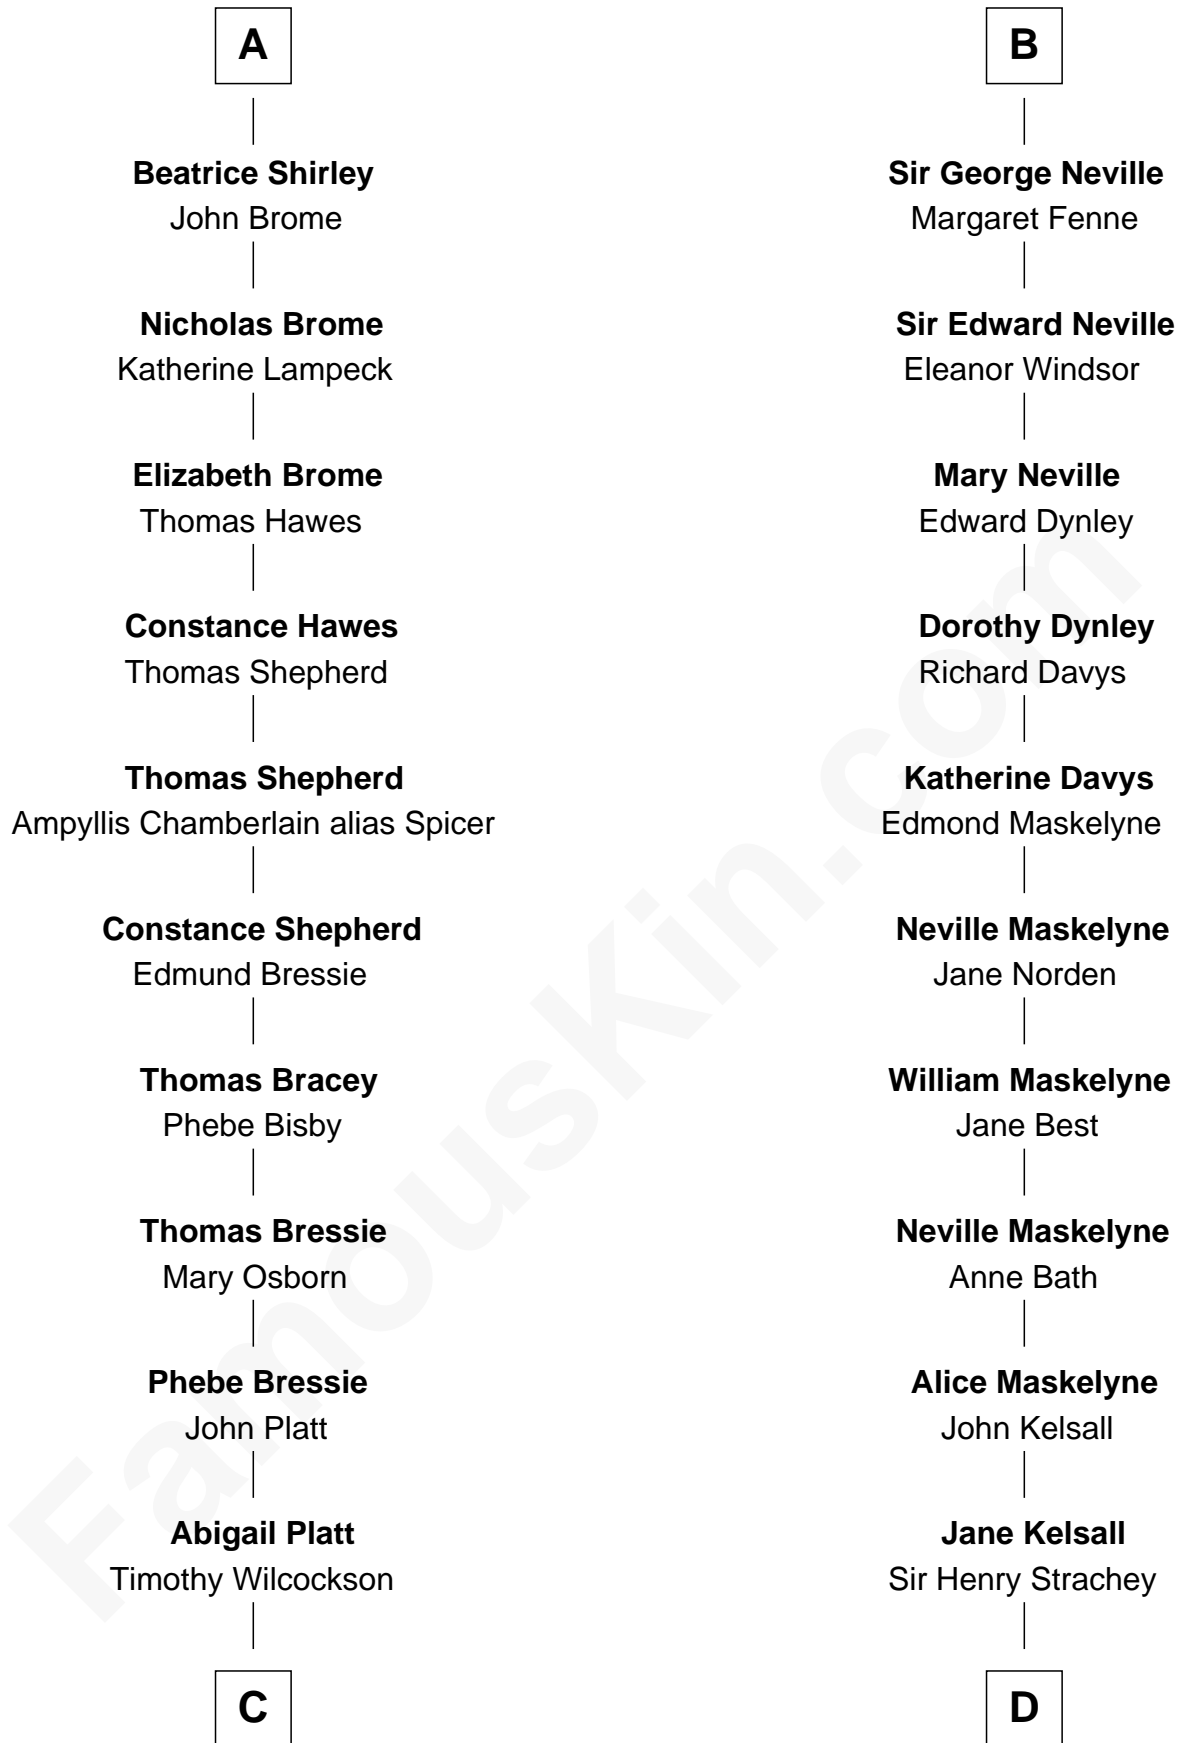 A
Beatrice Shirley
John Brome
Nicholas Brome
Katherine Lampeck
Elizabeth Brome
Thomas Hawes
Constance Hawes
Thomas Shepherd
Thomas Shepherd
Ampyllis Chamberlain alias Spicer
Constance Shepherd
Edmund Bressie
Thomas Bracey
Phebe Bisby
Thomas Bressie
Mary Osborn
Phebe Bressie
John Platt
Abigail Platt
Timothy Wilcockson
C
B
Sir George Neville
Margaret Fenne
Sir Edward Neville
Eleanor Windsor
Mary Neville
Edward Dynley
Dorothy Dynley
Richard Davys
Katherine Davys
Edmond Maskelyne
Neville Maskelyne
Jane Norden
William Maskelyne
Jane Best
Neville Maskelyne
Anne Bath
Alice Maskelyne
John Kelsall
Jane Kelsall
Sir Henry Strachey
D
FamousKin.com